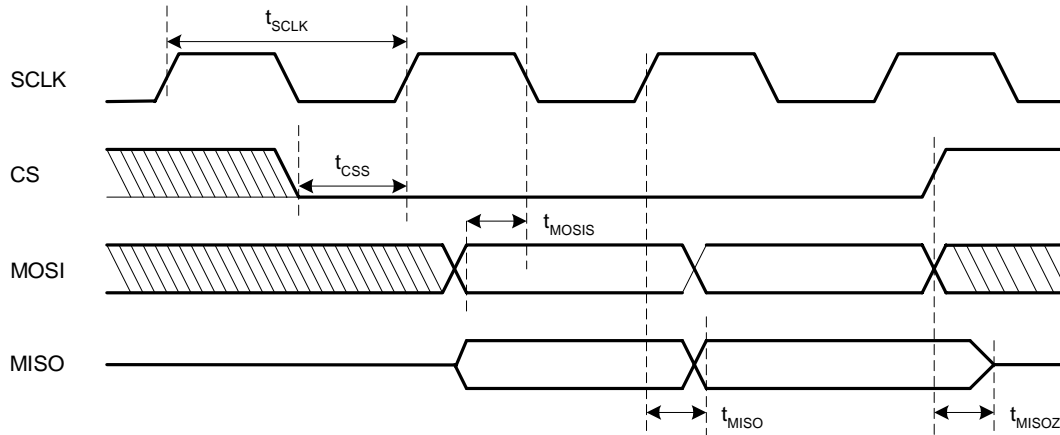 tSCLK
SCLK
CS
tCSS
tMOSIS
MOSI
MISO
tMISO
tMISOZ